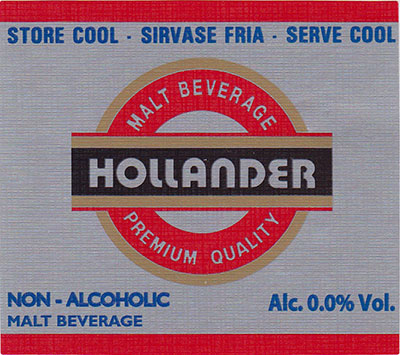 STORE COOL - SIRVASE FRIA - SERVE COOL
MALT BEVERAGE
HOLLANDER
PREMIUM QUALITY
NON - ALCOHOLIC
MALT BEVERAGE
Alc. 0.0% Vol.